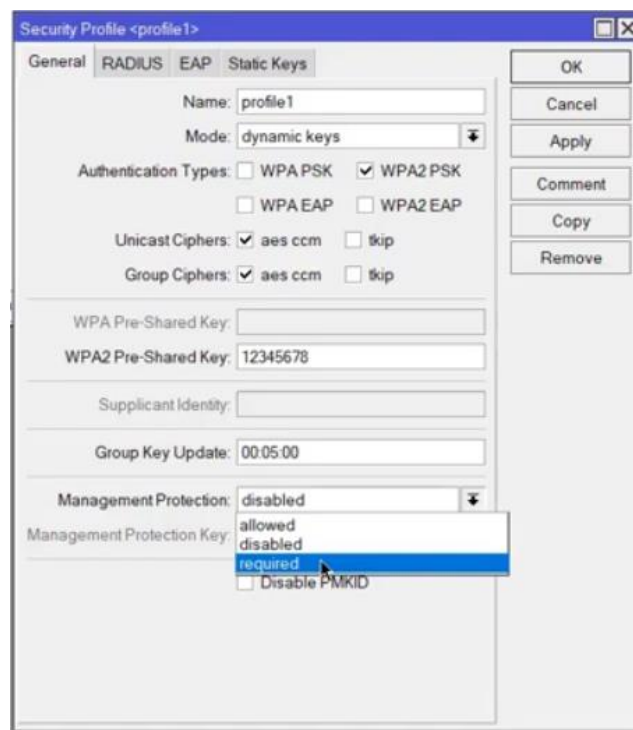 Security Profile <profile1>
General RADIUS EAP Static Keys
OK
Cancel
Apply
Comment
Copy
Remove
Name: profile1
Mode: dynamic keys
Authentication Types: WPA PSK WPA2 PSK
WPA EAP WPA2 EAP
Unicast Ciphers: aes ccm tkip
Group Ciphers: aes ccm tkip
WPA Pre-Shared Key:
WPA2 Pre-Shared Key: 12345678
Supplicant Identity:
Group Key Update: 00:05:00
Management Protection: disabled
allowed
Management Protection Key:
disabled
required
Disable PMKID